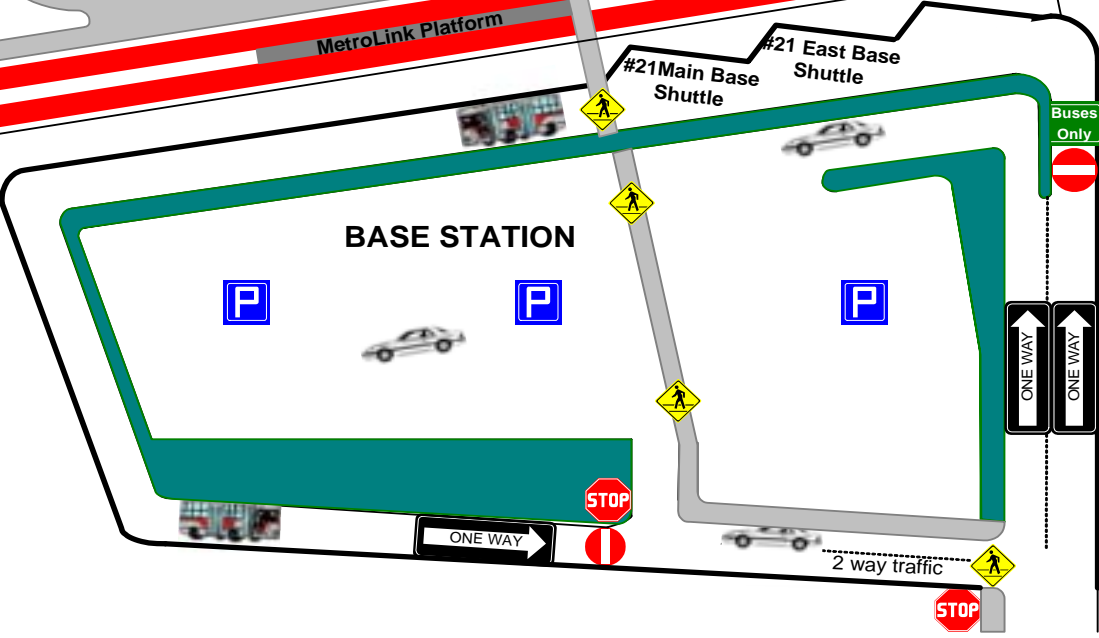 MetroLink Platform
#21Main Base
Shuttle
#21 East Base
Shuttle
Buses
Only
BASE STATION
P
P
P
ONE WAY
ONE WAY
STOP
ONE WAY
2 way traffic
STOP